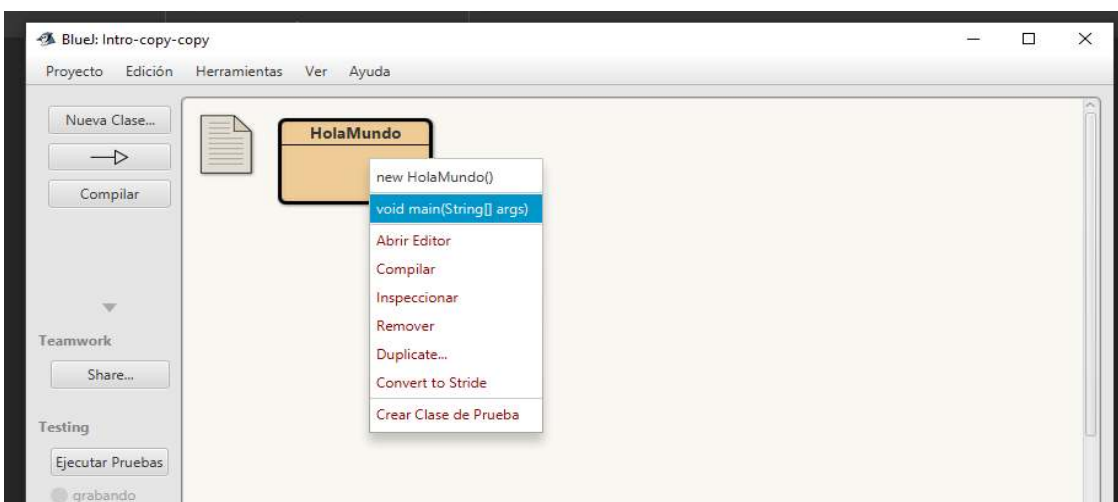 BlueJ: Intro-copy-copy
Proyecto Edición Herramientas Ver Ayuda
Nueva Clase...
Compilar
HolaMundo
new HolaMundo()
void main(String[] args)
Abrir Editor
Compilar
Inspeccionar
Remover
Duplicate...
Convert to Stride
Crear Clase de Prueba
Teamwork
Share...
Testing
Ejecutar Pruebas
grabando